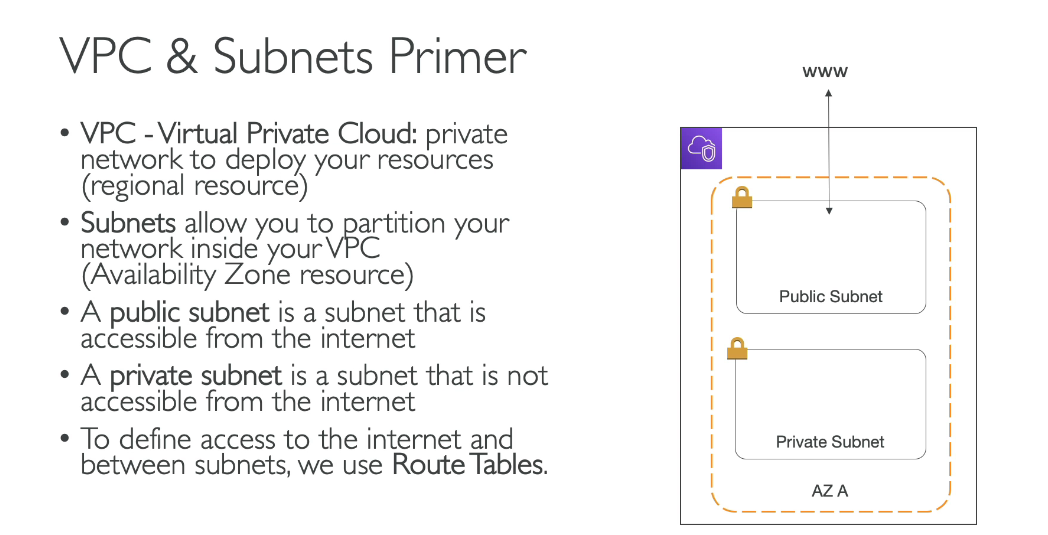 VPC & Subnets Primer
• VPC - Virtual Private Cloud: private
network to deploy your resources
(regional resource)
• Subnets allow you to partition your
network inside your VPC
(Availability Zone resource)
• A public subnet is a subnet that is
accessible from the internet
• A private subnet is a subnet that is not
accessible from the internet
• To define access to the internet and
between subnets, we use Route Tables.
www
Public Subnet
Private Subnet
AZ A